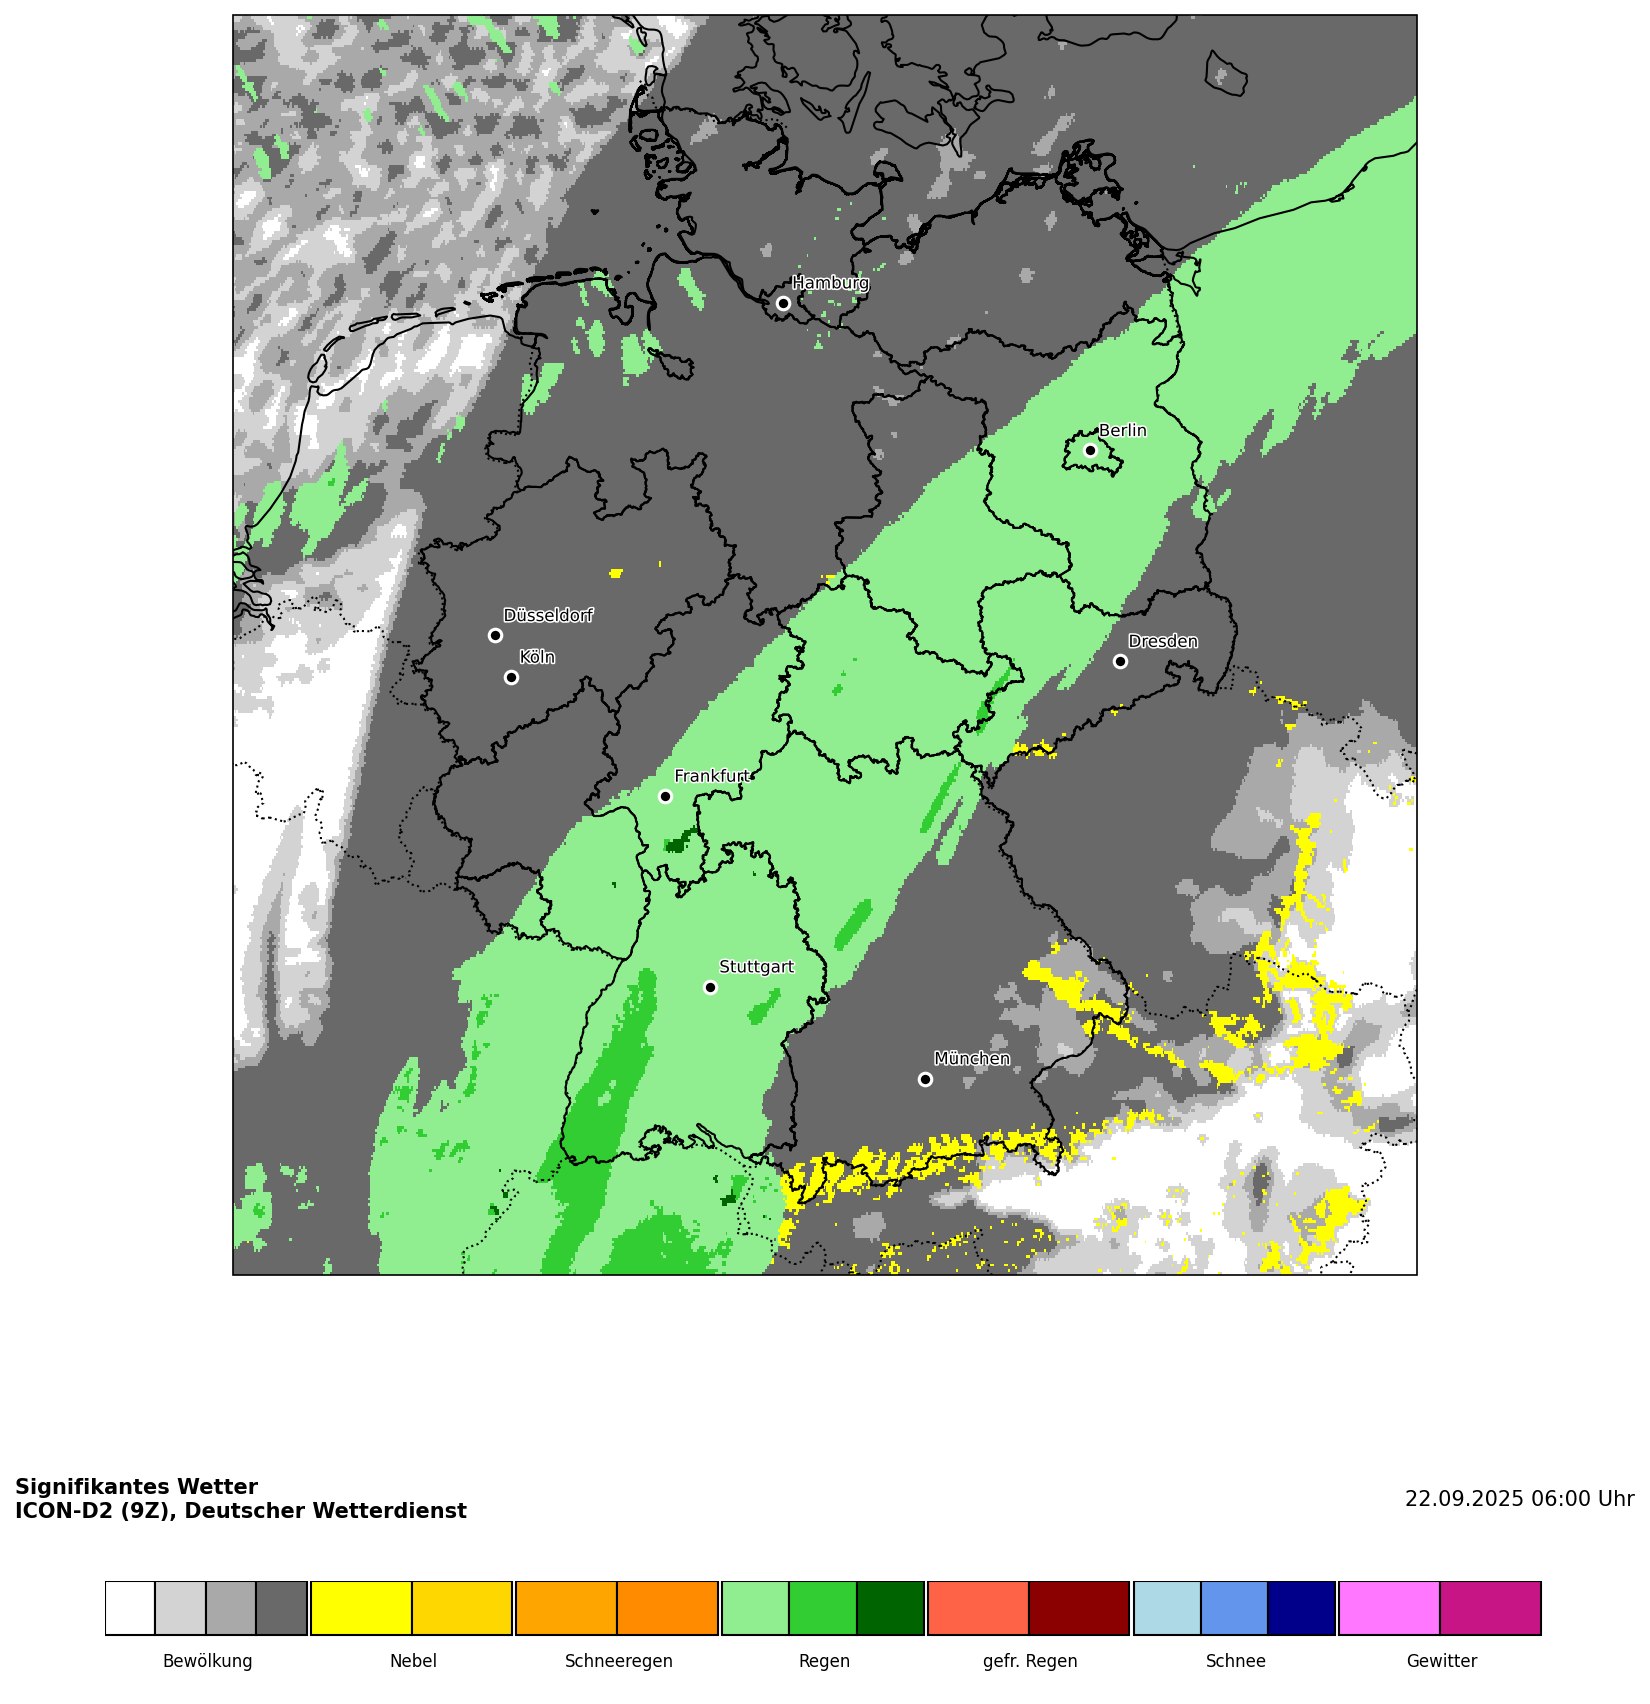 Hamburg
Berlin
Düsseldorf
Köln
Dresden
Frankfurt
Stuttgart
München
Signifikantes Wetter
ICON-D2 (9Z), Deutscher Wetterdienst
22.09.2025 06:00 Uhr
Bewölkung
Nebel
Schneeregen
Regen
gefr. Regen
Schnee
Gewitter